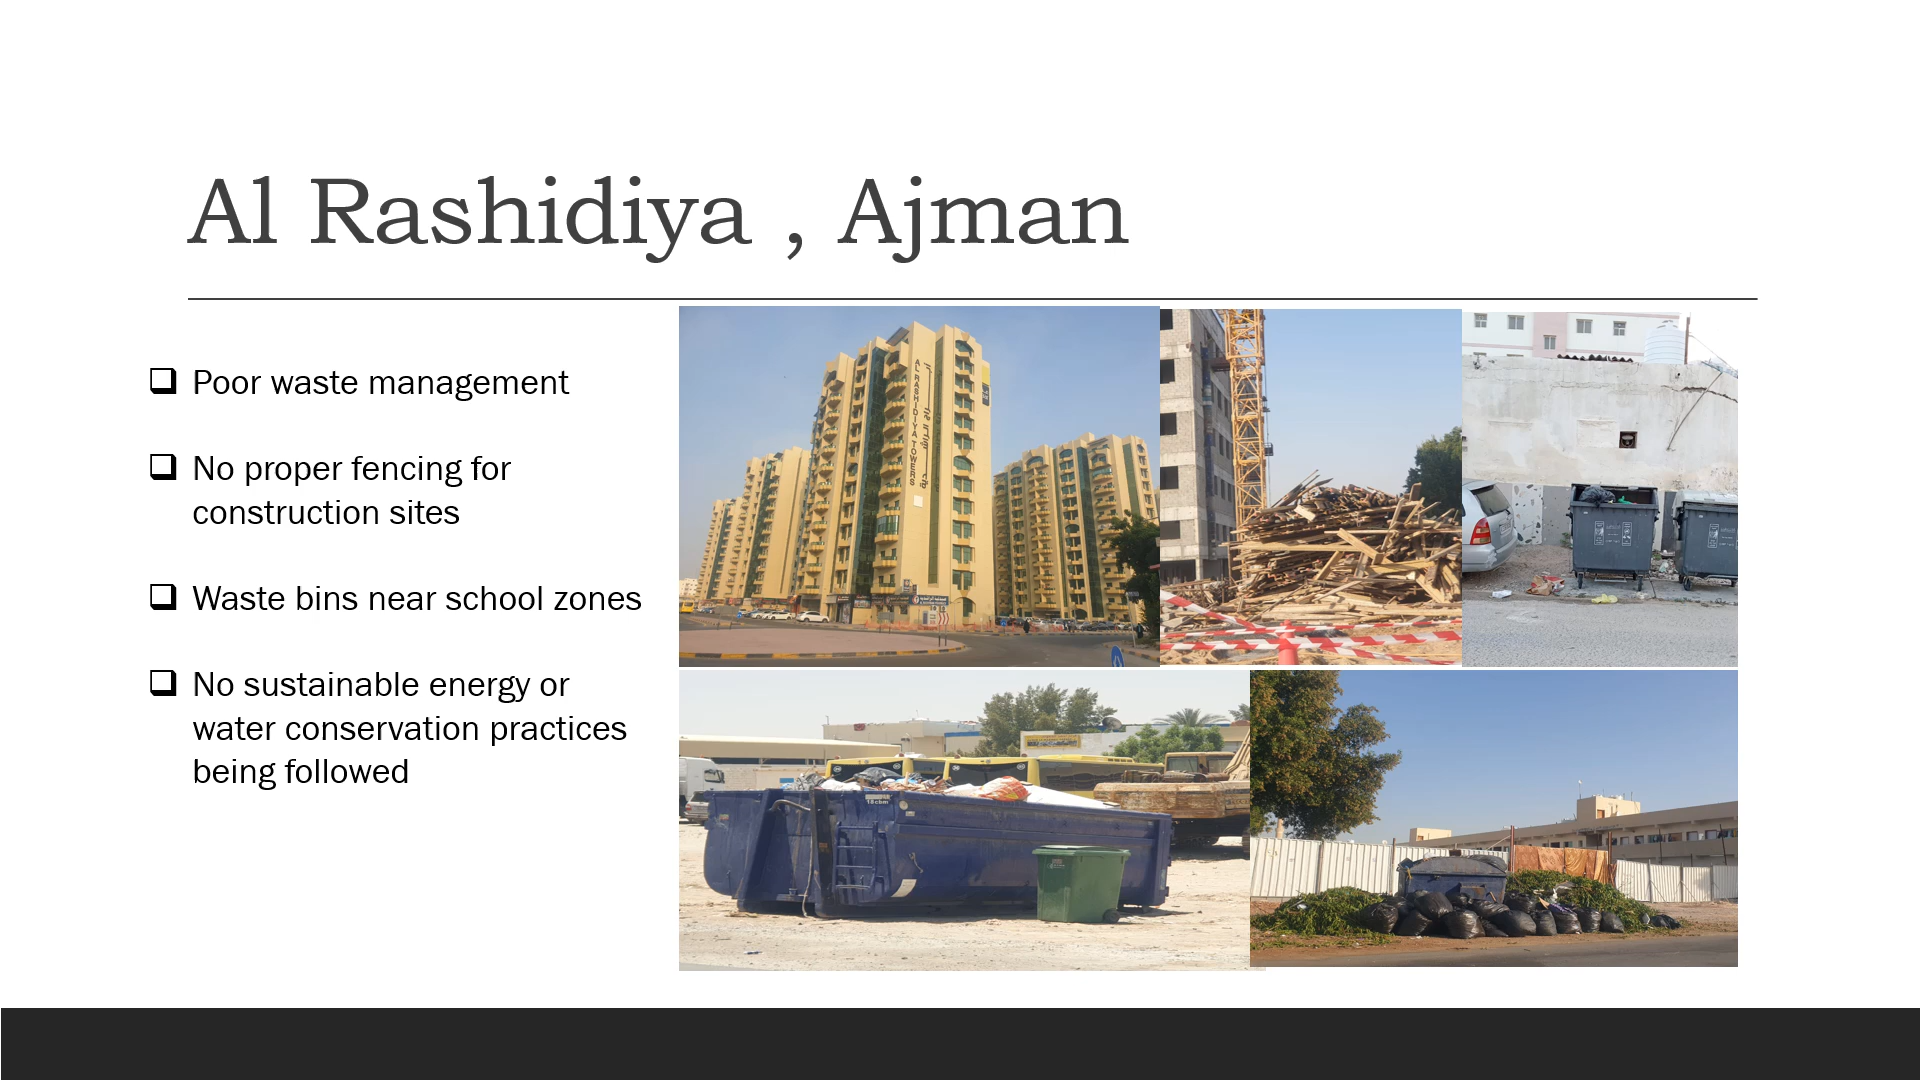 Al Rashidiya , Ajman
Poor waste management
No proper fencing for
construction sites
Waste bins near school zones
No sustainable energy or
water conservation practices
being followed
AL RASHIDIYA TOWERS
18cbm